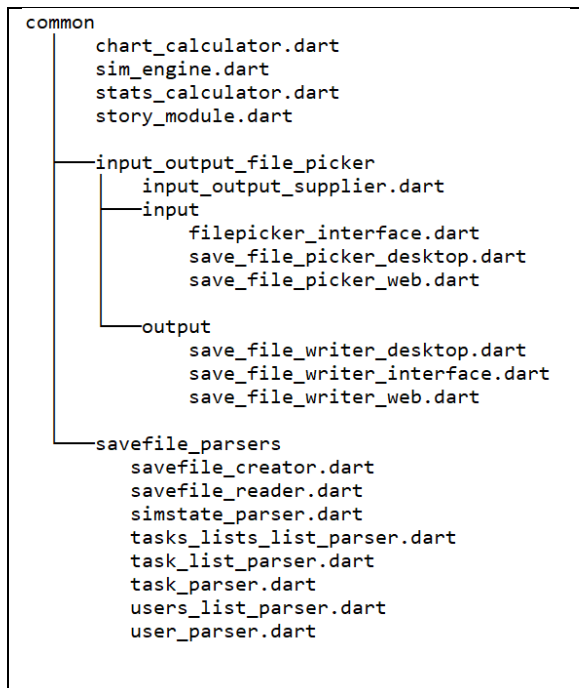 common
chart_calculator.dart
sim_engine.dart
stats_calculator.dart
story_module.dart
input_output_file_picker
input_output_supplier.dart
input
filepicker_interface.dart
save_file_picker_desktop.dart
save_file_picker_web.dart
output
save_file_writer_desktop.dart
save_file_writer_interface.dart
save_file_writer_web.dart
savefile_parsers
savefile_creator.dart
savefile_reader.dart
simstate_parser.dart
tasks_lists_list_parser.dart
task_list_parser.dart
task_parser.dart
users_list_parser.dart
user_parser.dart